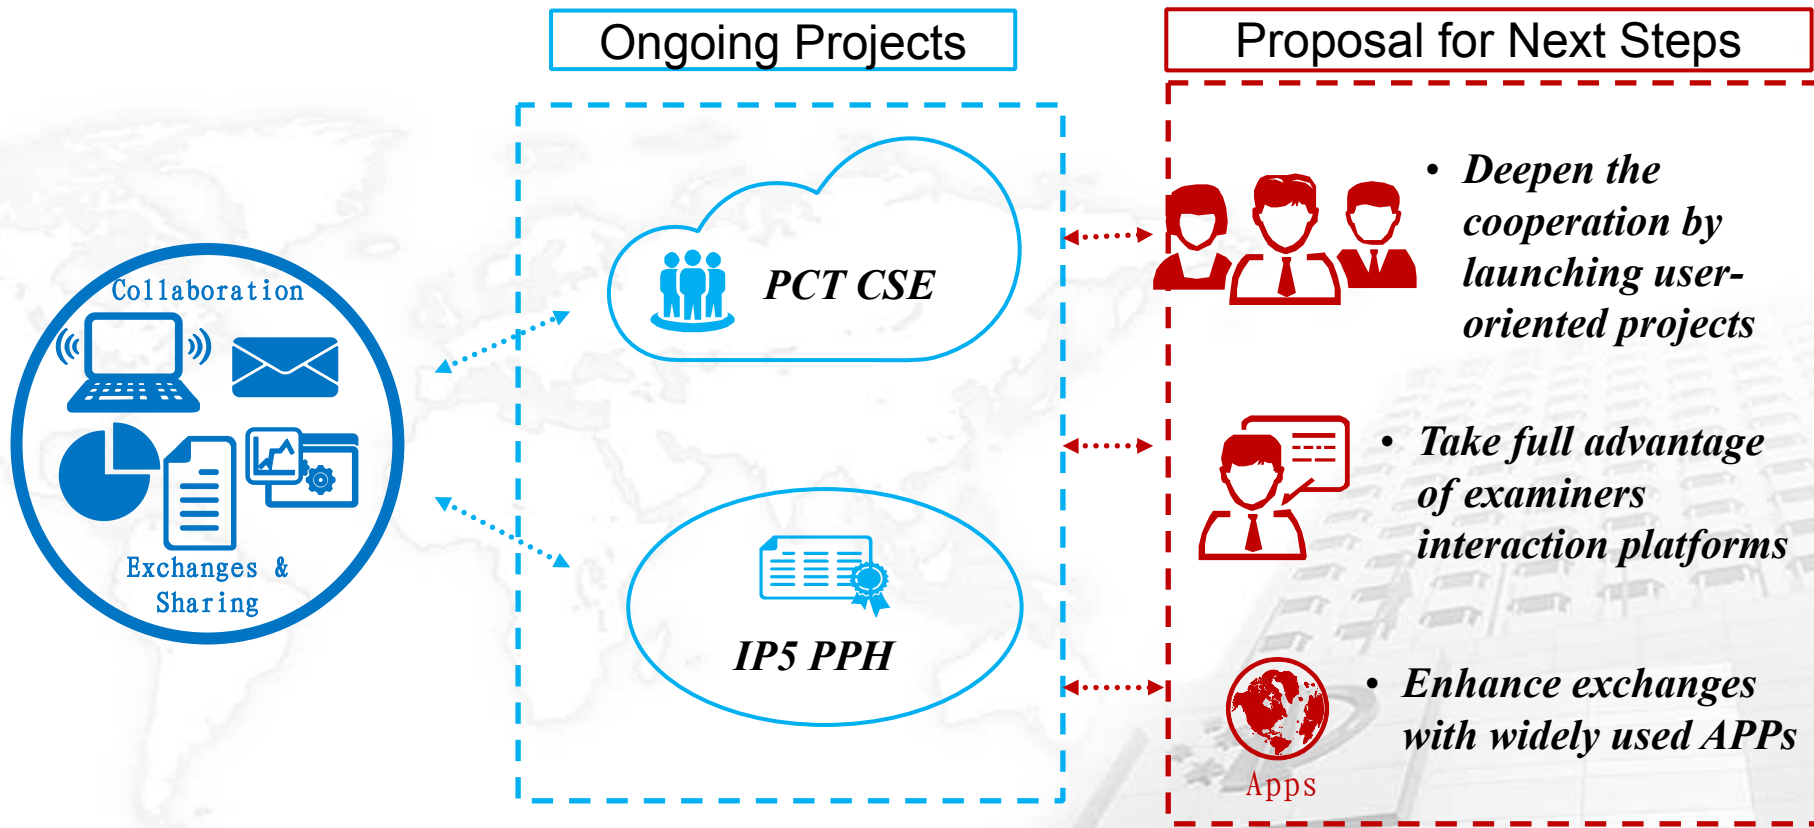 Ongoing Projects
Proposal for Next Steps
Collaboration
Exchanges &
Sharing
PCT CSE
IP5 PPH
• Deepen the
cooperation by
launching user-
oriented projects
• Take full advantage
of examiners
interaction platforms
• Enhance exchanges
with widely used APPs
Apps